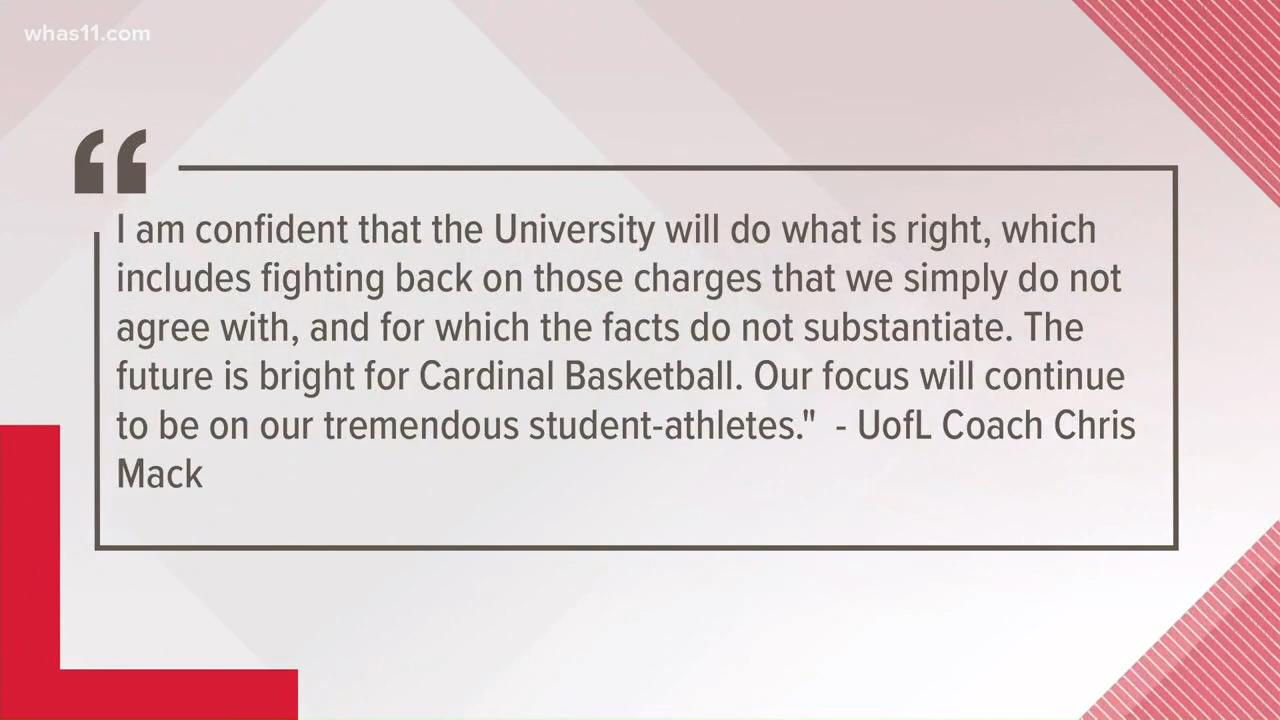 whas11.com
“
I am confident that the University will do what is right, which
includes fighting back on those charges that we simply do not
agree with, and for which the facts do not substantiate. The
future is bright for Cardinal Basketball. Our focus will continue
to be on our tremendous student-athletes."  - UofL Coach Chris
Mack